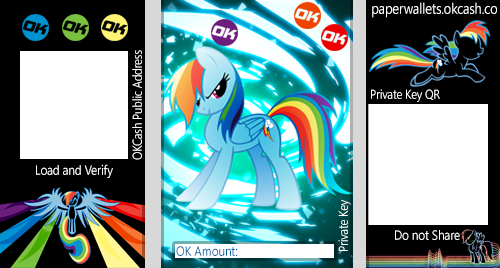 OK OK OK
OKCash Public Address
Load and Verify
OK
OK
OK
OK Amount:
Private Key
paperwallets.okcash.co
Private Key QR
Do not Share